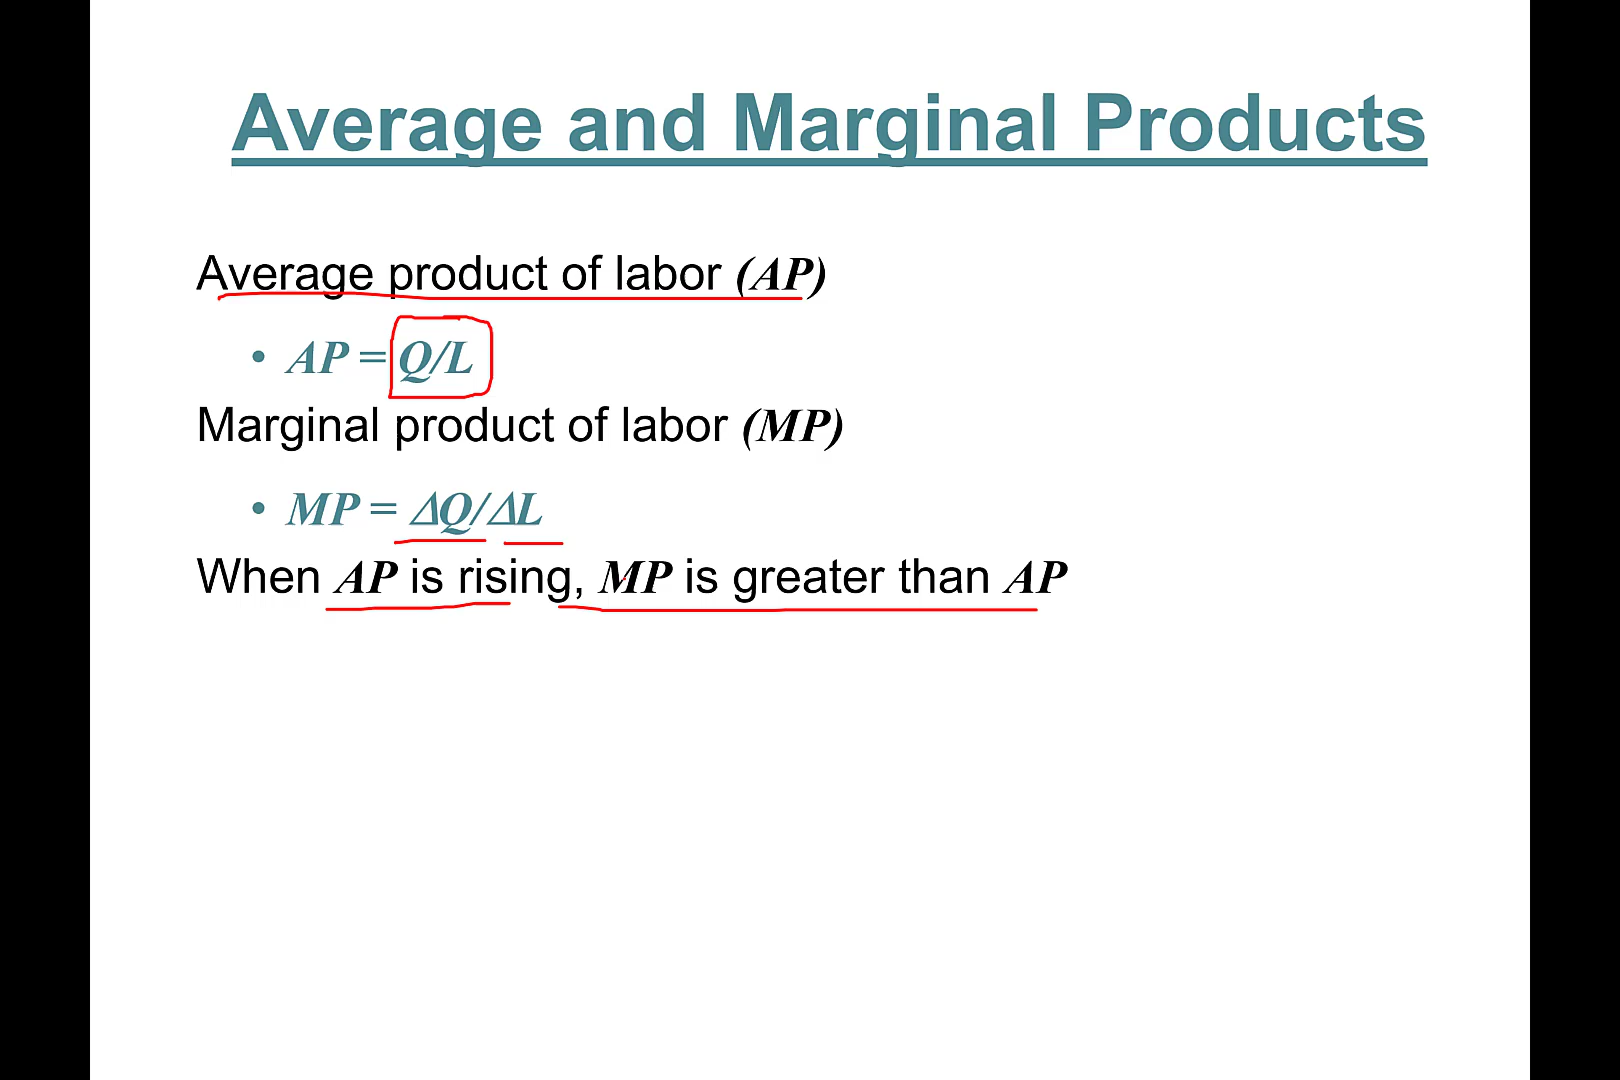 Average and Marginal Products
Average product of labor (AP)
• AP = Q/L
Marginal product of labor (MP)
• MP = ΔQ/ΔL
When AP is rising, MP is greater than AP